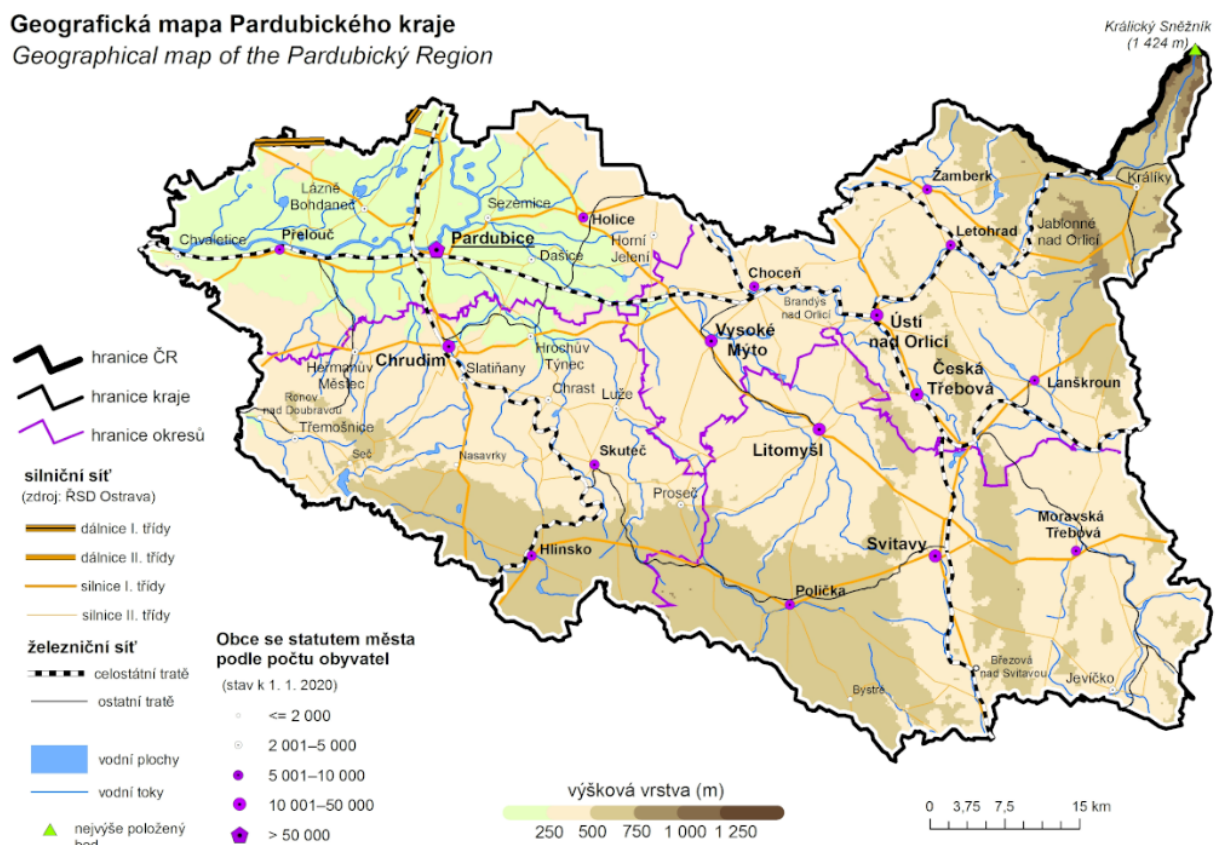 Geografická mapa Pardubického kraje
Geographical map of the Pardubický Region
Králický Sněžník
(1 424 m)
Žamberk
Králíky
Lázně
Bohdaneč
Sezemice
Holice
Letohrad
Jablonné
nad Orlicí
Chvaletice
Přelouč
Pardubice
Dašice
Horní
Jelení
Choceň
Brandýs
nad Orlicí
Ústí
nad Orlicí
Vysoké
Mýto
Chrudim
Hrochův
Týnec
Heřmanův
Městec
Slatiňany
Česká
Třebová
Lanškroun
Chrast
Luže
Ronov
nad Doubravou
Třemošnice
Litomyšl
Seč
Nasavrky
Skuteč
Proseč
Moravská
Třebová
Hlinsko
Svitavy
Polička
Březová
nad Svitavou
Jevíčko
Bystré
hranice ČR
hranice kraje
hranice okresů
silniční síť
(zdroj: ŘSD Ostrava)
dálnice I. třídy
dálnice II. třídy
silnice I. třídy
silnice II. třídy
železniční síť
celostátní tratě
ostatní tratě
vodní plochy
vodní toky
nejvýše položený
bod
Obce se statutem města
podle počtu obyvatel
(stav k 1. 1. 2020)
<= 2 000
2 001–5 000
5 001–10 000
10 001–50 000
> 50 000
výšková vrstva (m)
250 500 750 1 000 1 250
0 3,75 7,5 15 km